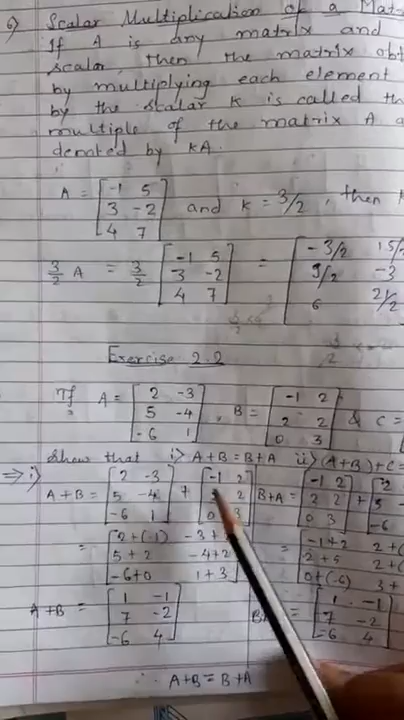 6) Scalar Multiplication of a Mat
If A is any matrix and
scalar, then the matrix obt
by multiplying each element
by the scalar K is called th
multiple of the matrix A a
denoted by kA.
A = [-1 5
3 -2
4 7] and k = 3/2, then
3/2 A = 3/2 [-1 5
3 -2
4 7] = [-3/2 15/
9/2 -3
6 21/2
Exercise 2.2
If A = [2 -3
5 -4
-6 1], B = [-1 2
2 2
0 3] & C =
Show that i> A+B = B+A ii> (A+B)+C =
=> i) A+B = [2 -3
5 -4
-6 1] + [-1 2
2
0 3]
= [2+(-1) -3+
5+2 -4+2
-6+0 1+3]
A+B = [1 -1
7 -2
-6 4]
B+A = [-1 2
2 2
0 3] + [2
5
-6
= [-1+2 2+(
2+5 2+(
0+(-6) 3+
= [1 -1
7 -2
-6 4]
∴ A+B = B+A